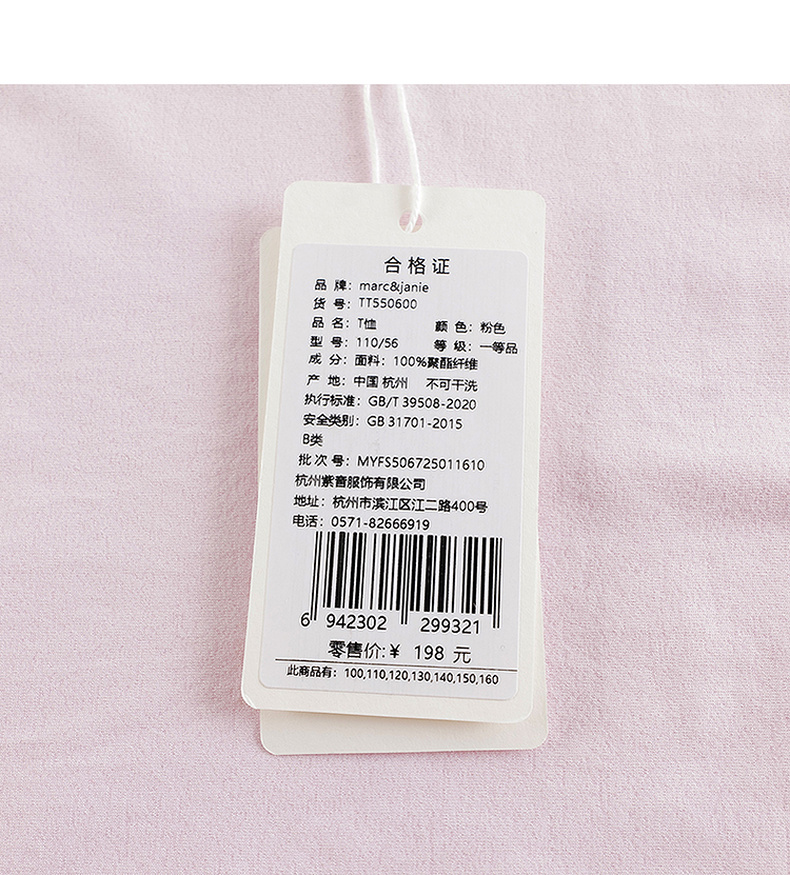 合格证
品 牌：marc&janie
货 号：TT550600
品 名：T恤 颜 色：粉色
型 号：110/56 等 级：一等品
成 分：面料：100%聚酯纤维
产 地：中国 杭州 不可干洗
执行标准：GB/T 39508-2020
安全类别：GB 31701-2015
B类
批 次 号：MYFS506725011610
杭州紫音服饰有限公司
地址：杭州市滨江区江二路400号
电话：0571-82666919
6 942302 299321
零售价:¥ 198 元
此商品有：100,110,120,130,140,150,160